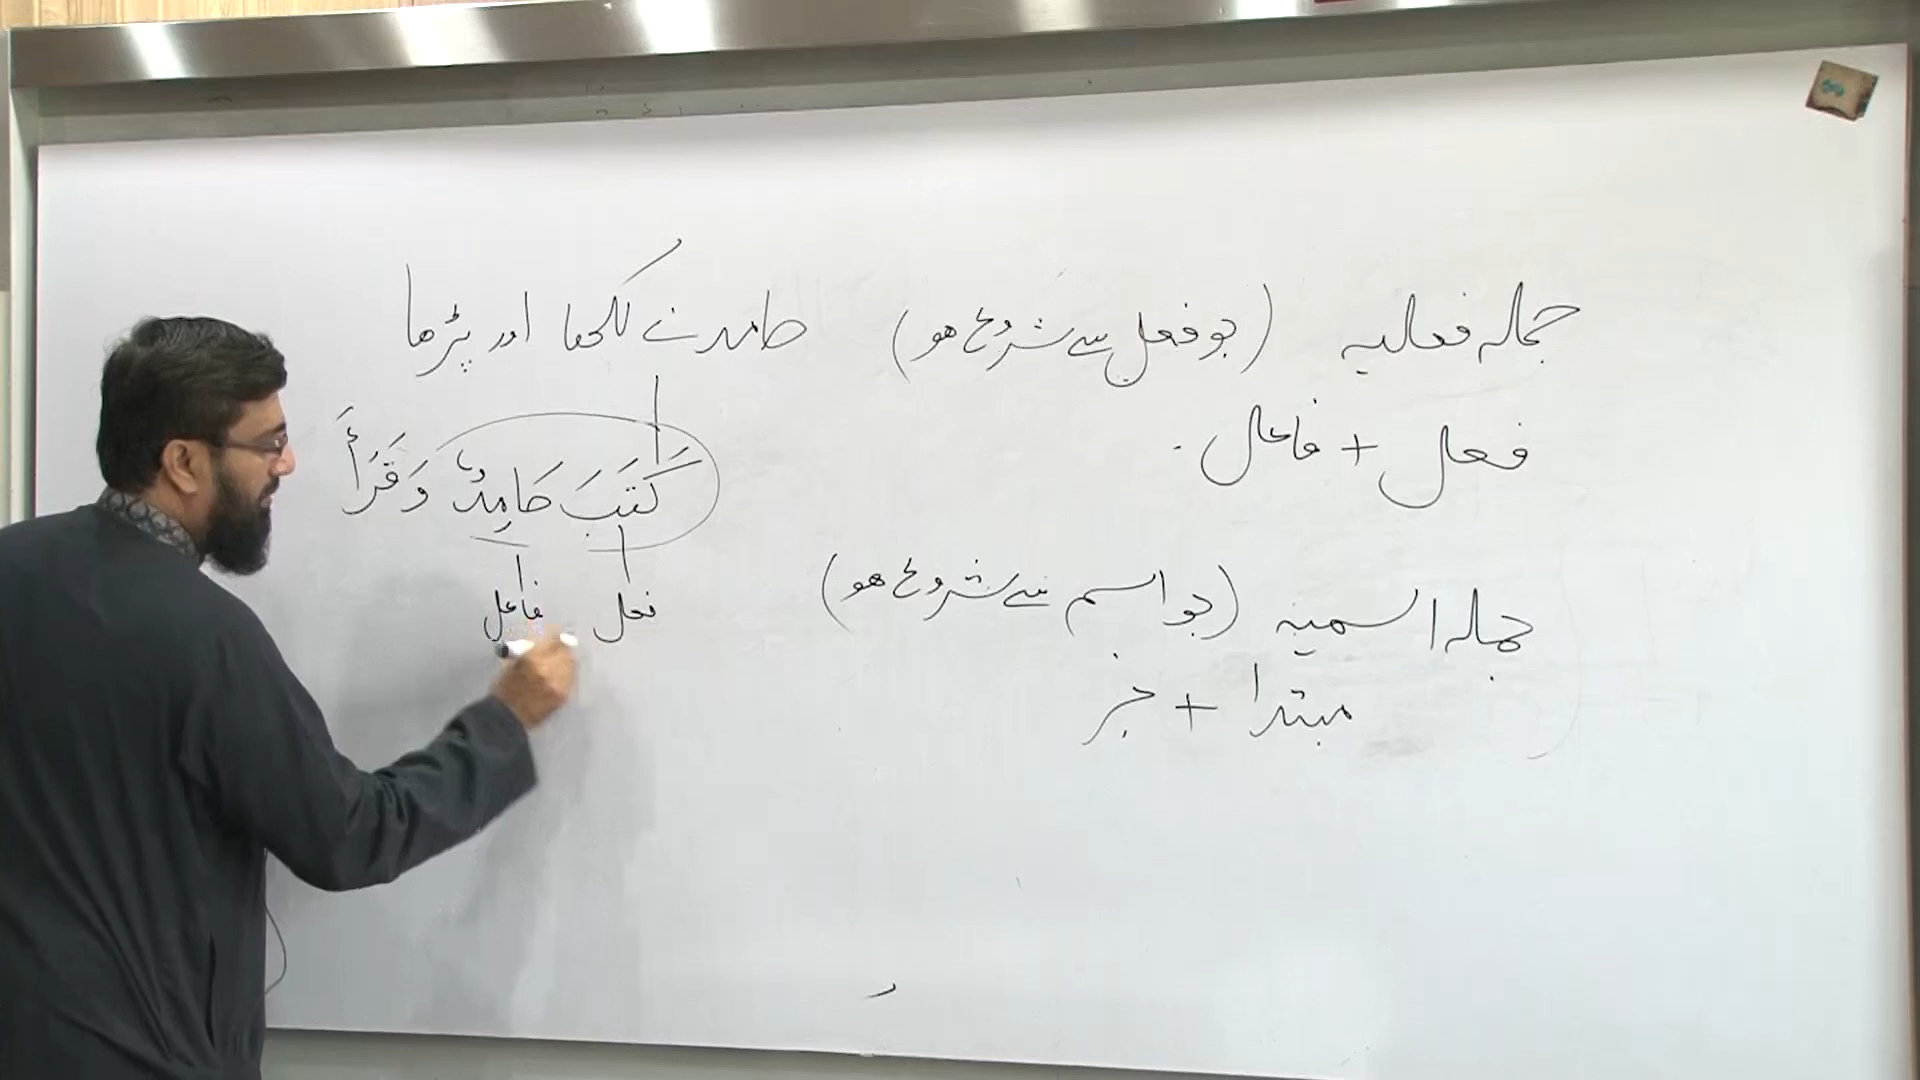 جملہ فعلیہ (جو فعل سے شروع ہو) حامد نے لکھا اور پڑھا
فعل + فاعل
كَتَبَ حَامِدٌ وَقَرَأَ
فعل فاعل
جملہ اسمیہ (جو اسم سے شروع ہو)
مبتدا + خبر